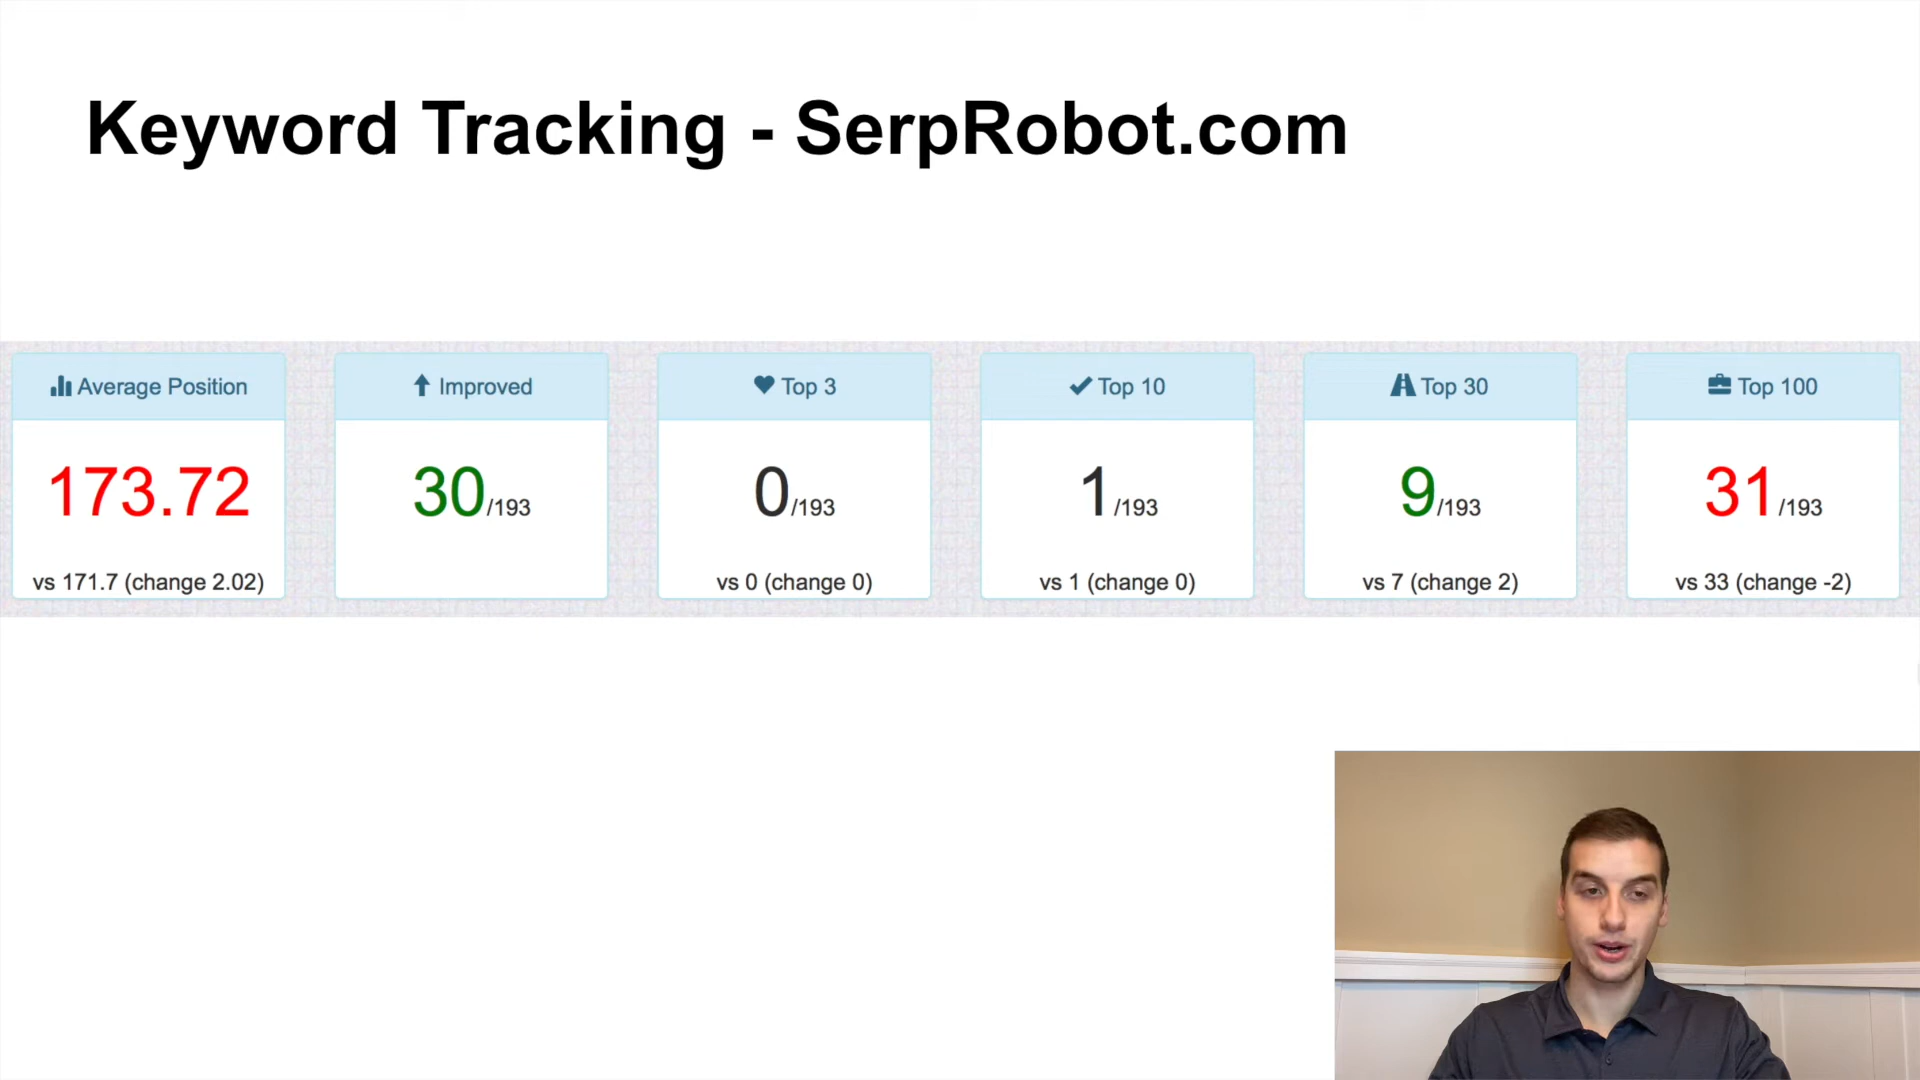 Keyword Tracking - SerpRobot.com
Average Position
Improved
Top 3
Top 10
Top 30
Top 100
173.72
30/193
0/193
1/193
9/193
31/193
vs 171.7 (change 2.02)
vs 0 (change 0)
vs 1 (change 0)
vs 7 (change 2)
vs 33 (change -2)